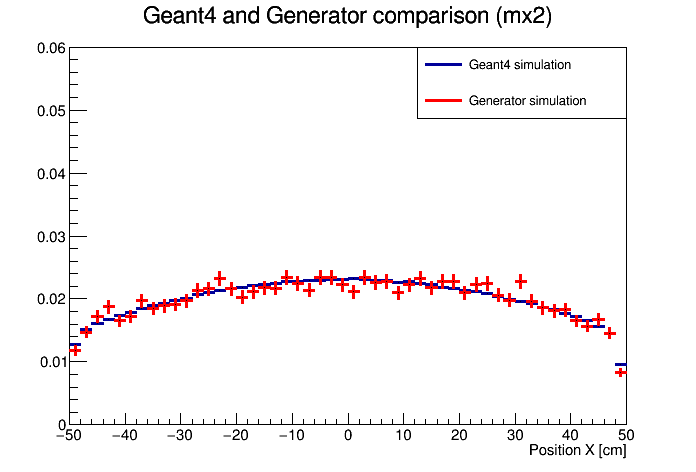 Geant4 and Generator comparison (mx2)
0.06
Geant4 simulation
Generator simulation
0.05
0.04
0.03
0.02
0.01
0
−50 −40 −30 −20 −10 0 10 20 30 40 50
Position X [cm]